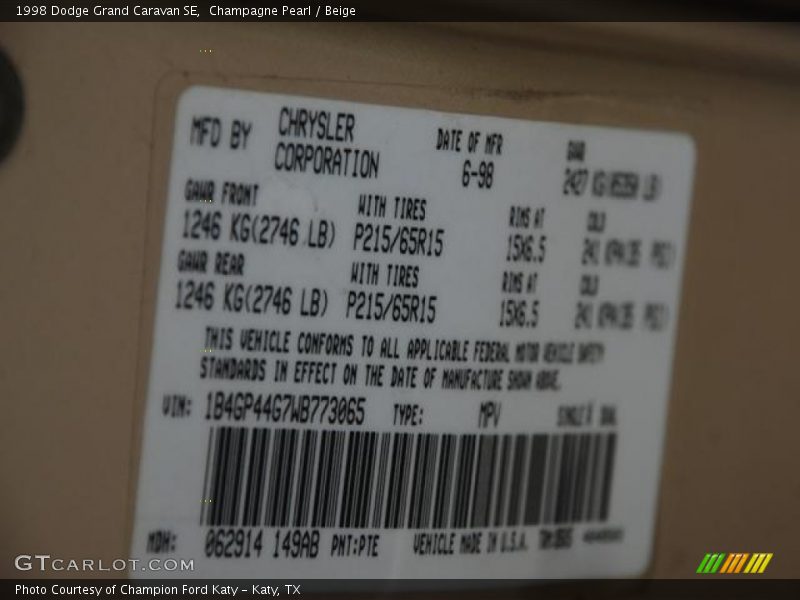 1998 Dodge Grand Caravan SE,  Champagne Pearl / Beige
MFD BY CHRYSLER CORPORATION DATE OF MFR 6-98
GAWR FRONT WITH TIRES RIMS AT COLD
1246 KG(2746 LB) P215/65R15 15X6.5
GAWR REAR WITH TIRES RIMS AT COLD
1246 KG(2746 LB) P215/65R15 15X6.5
THIS VEHICLE CONFORMS TO ALL APPLICABLE FEDERAL MOTOR VEHICLE SAFETY
STANDARDS IN EFFECT ON THE DATE OF MANUFACTURE SHOWN ABOVE.
VIN: 1B4GP44G7WB773065 TYPE: MPV
MDH: 062914 149AB PNT:PTE VEHICLE MADE IN U.S.A.
GTCARLOT.COM
Photo Courtesy of Champion Ford Katy – Katy, TX